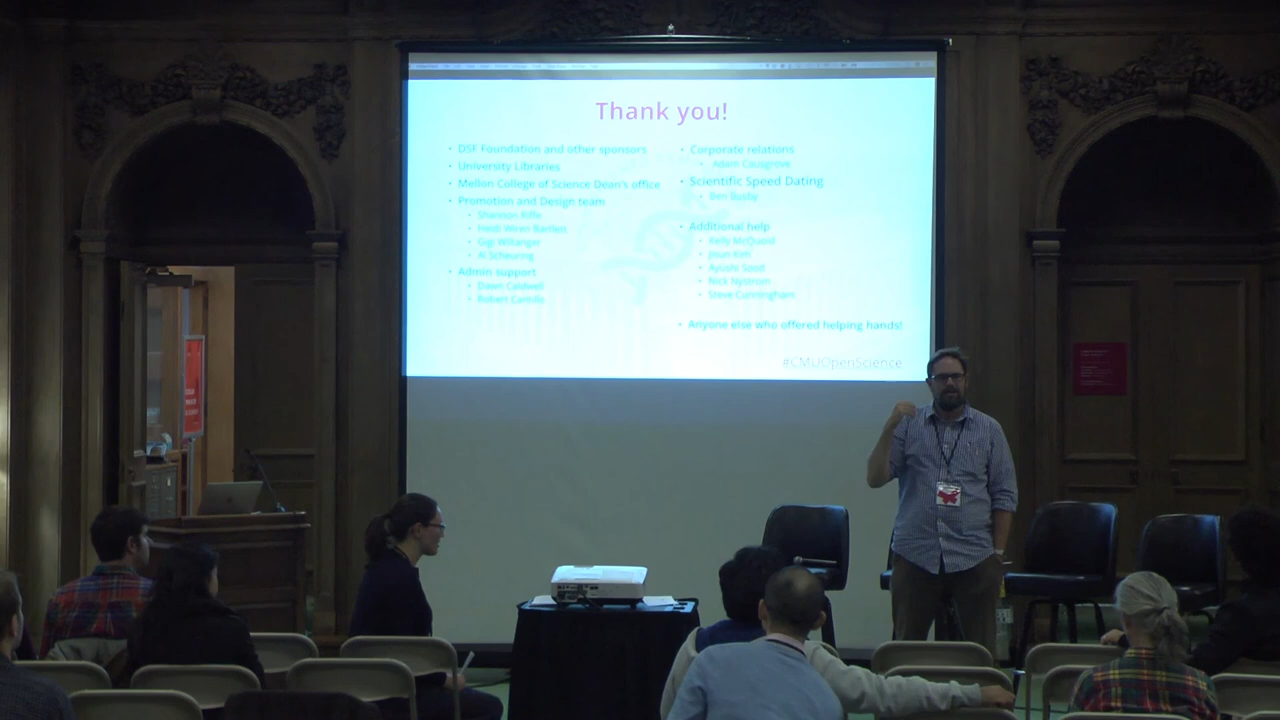 Thank you!
• DSF Foundation and other sponsors
• University Libraries
• Mellon College of Science Dean's office
• Promotion and Design team
• Shannon Riffe
• Heidi Wiren Bartlett
• Gigi Wiltanger
• Al Scheuring
• Admin support
• Dawn Caldwell
• Robert Camillo
• Corporate relations
• Adam Causgrove
• Scientific Speed Dating
• Ben Busby
• Additional help
• Kelly McQuaid
• Jisun Kim
• Ayushi Sood
• Nick Nystrom
• Steve Cunningham
• Anyone else who offered helping hands!
#CMUOpenScience